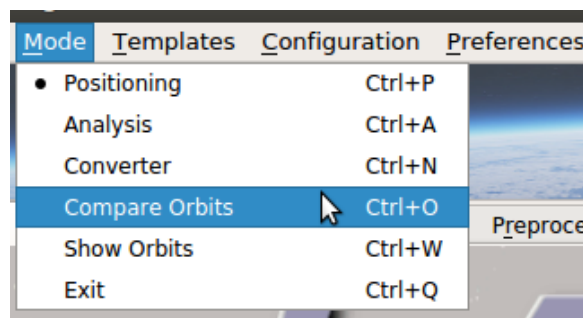 Mode Templates Configuration Preferences
Positioning Ctrl+P
Analysis Ctrl+A
Converter Ctrl+N
Compare Orbits Ctrl+O
Preproce
Show Orbits Ctrl+W
Exit Ctrl+Q